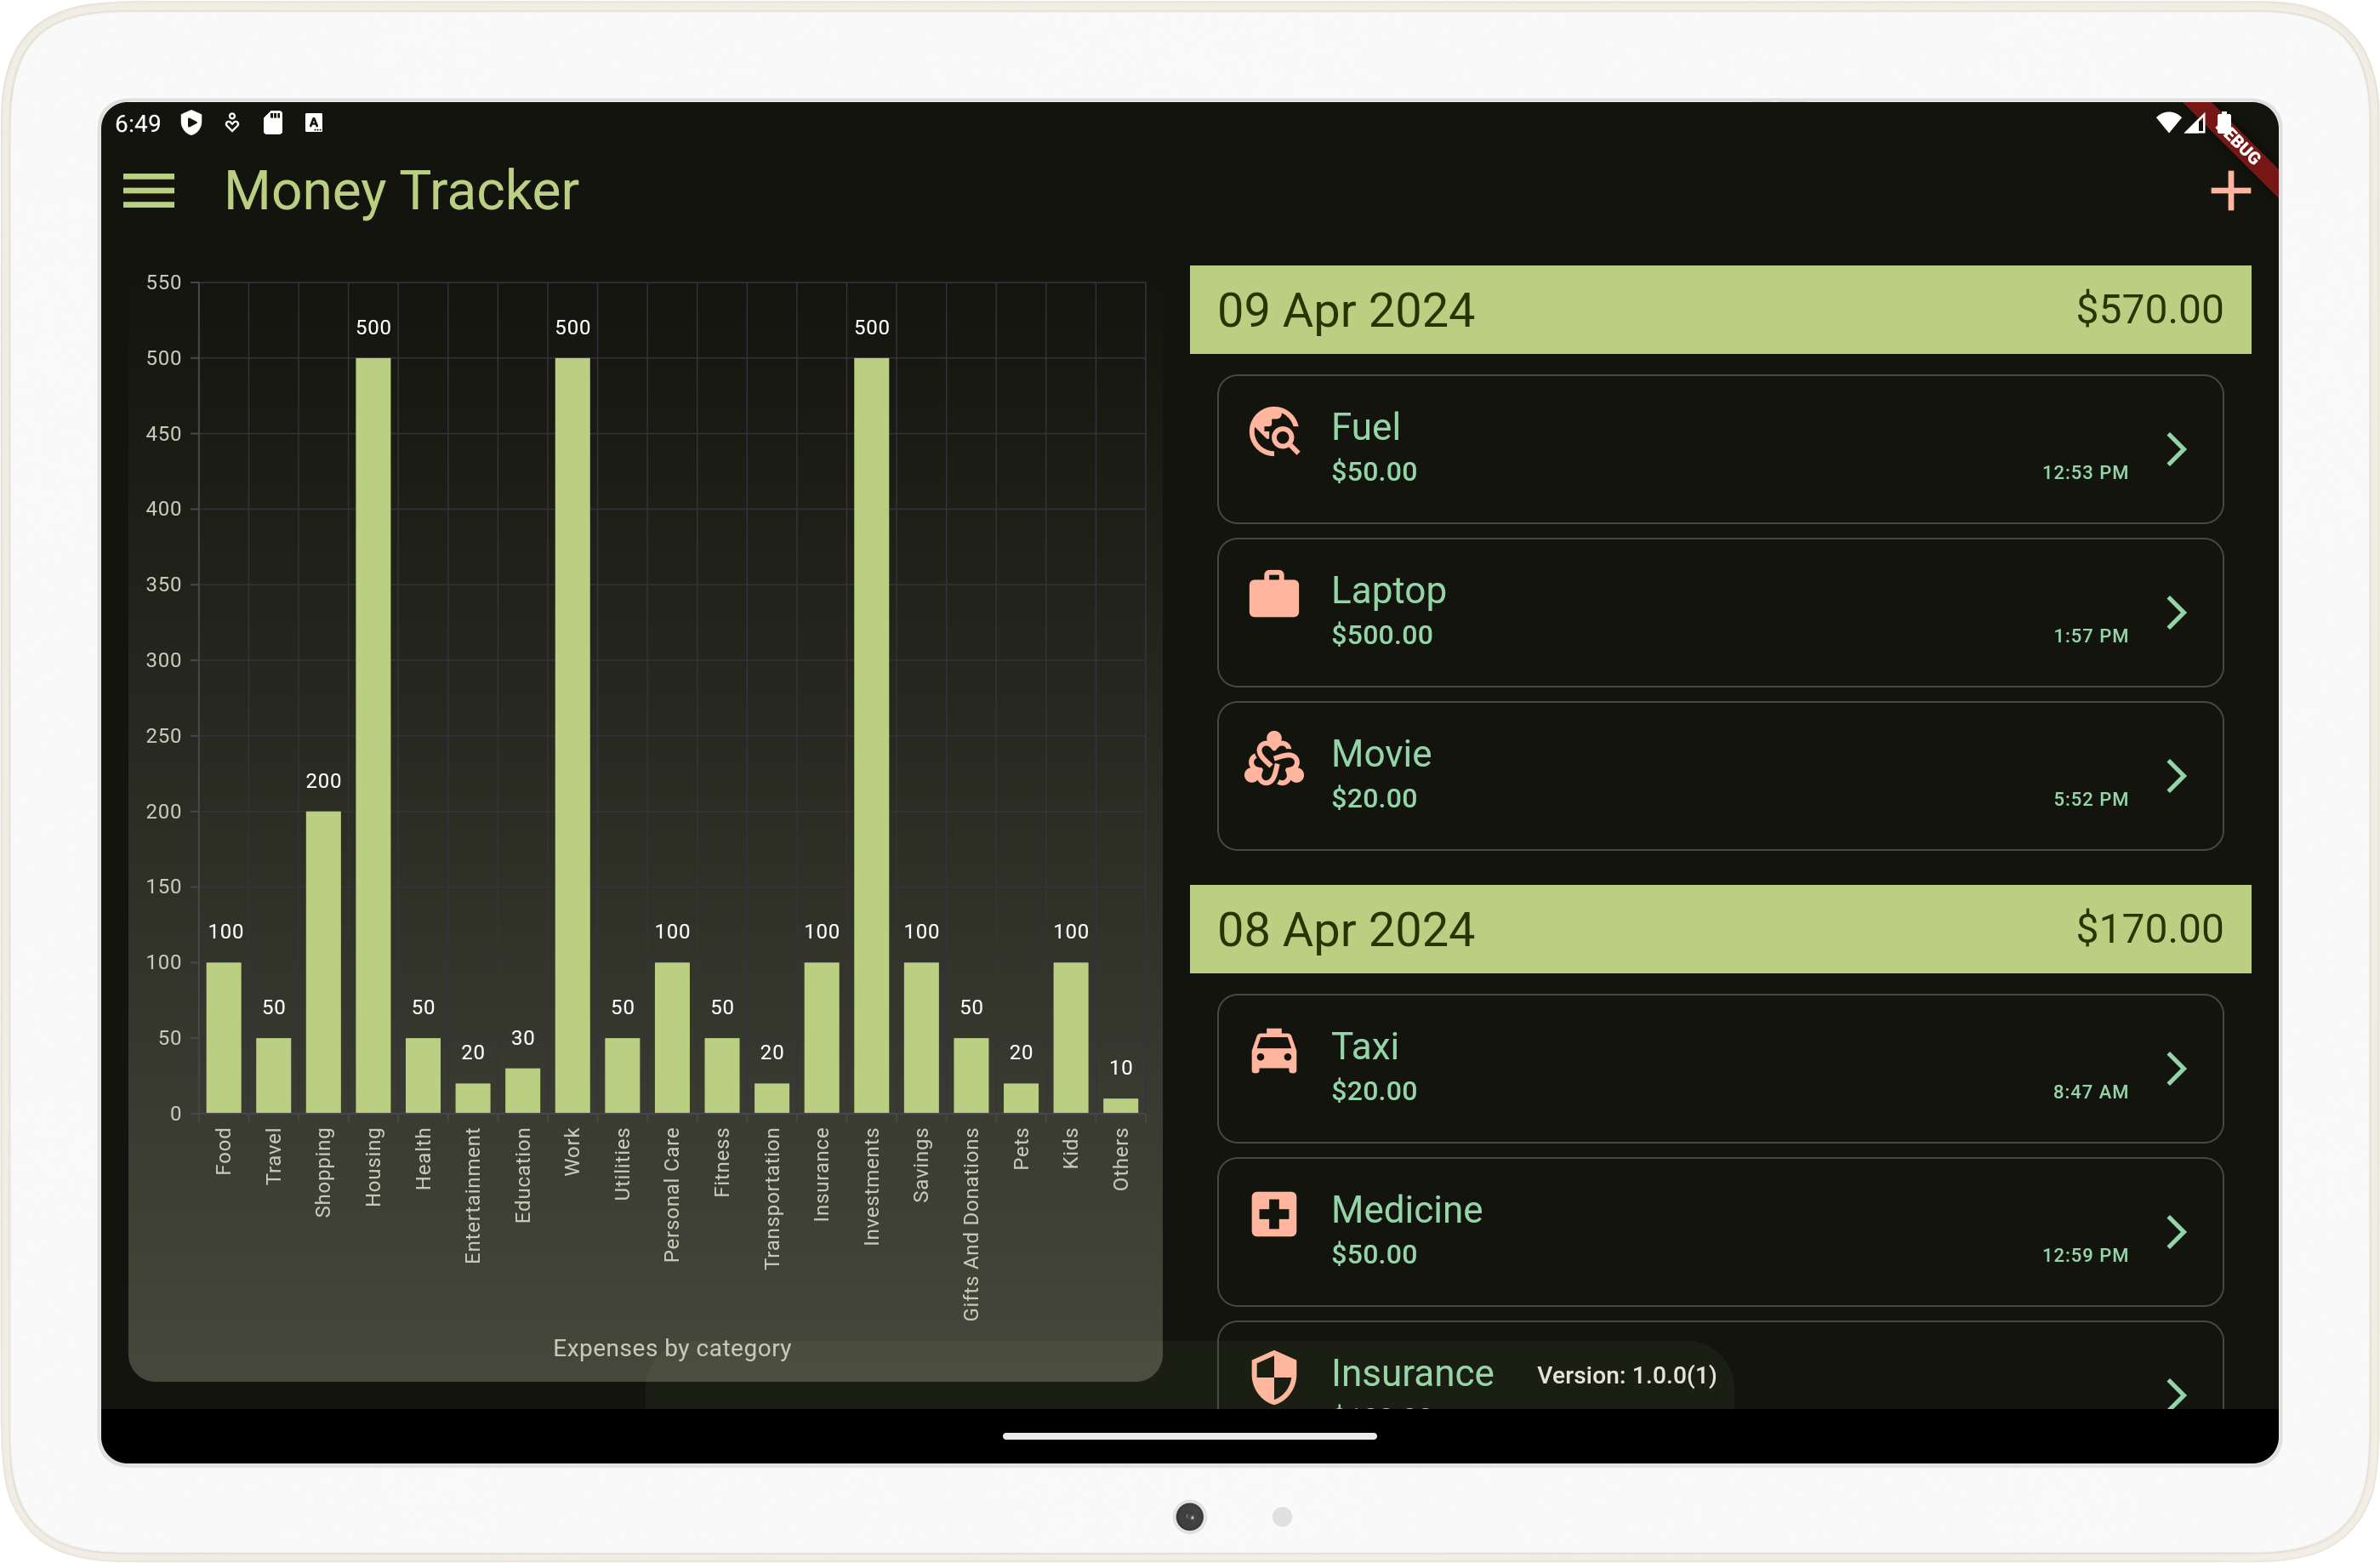 6:49
DEBUG
Money Tracker
550
500
450
400
350
300
250
200
150
100
50
0
100
50
200
500
50
20
30
500
50
100
50
20
100
500
100
50
20
100
10
Food
Travel
Shopping
Housing
Health
Entertainment
Education
Work
Utilities
Personal Care
Fitness
Transportation
Insurance
Investments
Savings
Gifts And Donations
Pets
Kids
Others
Expenses by category
09 Apr 2024 $570.00
Fuel
$50.00 12:53 PM
Laptop
$500.00 1:57 PM
Movie
$20.00 5:52 PM
08 Apr 2024 $170.00
Taxi
$20.00 8:47 AM
Medicine
$50.00 12:59 PM
Insurance
Version: 1.0.0(1)